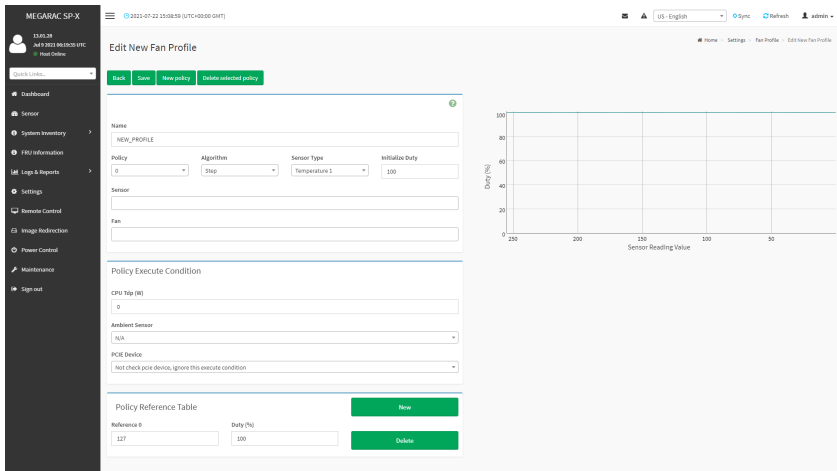 MEGARAC SP-X
2021-07-22 15:08:59 (UTC+00:00 GMT)
US - English
Sync
Refresh
admin
13.01.28
Jul 9 2021 06:19:35 UTC
Host Online
Quick Links...
Dashboard
Sensor
System Inventory
FRU Information
Logs & Reports
Settings
Remote Control
Image Redirection
Power Control
Maintenance
Sign out
Edit New Fan Profile
Home > Settings > Fan Profile > Edit New Fan Profile
Back Save New policy Delete selected policy
Name
NEW_PROFILE
Policy Algorithm Sensor Type Initialize Duty
0 Step Temperature 1 100
Sensor
Fan
Policy Execute Condition
CPU Tdp (W)
0
Ambient Sensor
N/A
PCIE Device
Not check pcie device, ignore this execute condition
Policy Reference Table
New
Reference 0 Duty (%)
127 100
Delete
100
80
60
40
20
0
Duty (%)
250 200 150 100 50
Sensor Reading Value